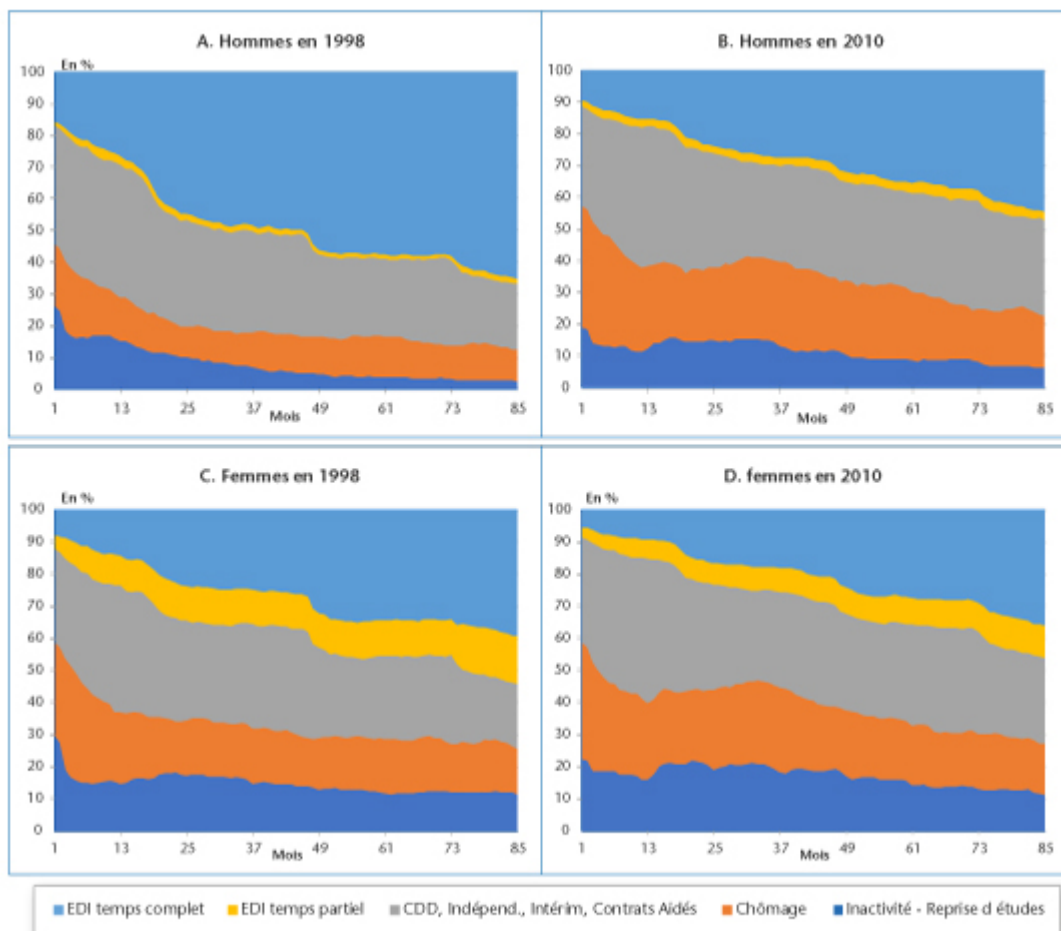 A. Hommes en 1998
En %
100
90
80
70
60
50
40
30
20
10
0
1 13 25 37 49 61 73 85
Mois
B. Hommes en 2010
100
90
80
70
60
50
40
30
20
10
0
1 13 25 37 49 61 73 85
Mois
C. Femmes en 1998
En %
100
90
80
70
60
50
40
30
20
10
0
1 13 25 37 49 61 73 85
Mois
D. femmes en 2010
En %
100
90
80
70
60
50
40
30
20
10
0
1 13 25 37 49 61 73 85
Mois
EDI temps complet EDI temps partiel CDD, Indépend., Intérim, Contrats Aidés Chômage Inactivité - Reprise d études